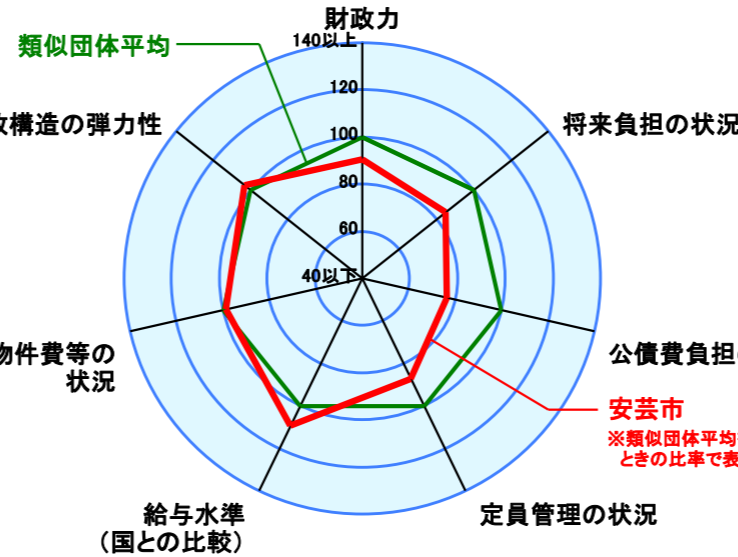 財政力
類似団体平均
140以上
120
100
80
60
40以下
政構造の弾力性
将来負担の状況
物件費等の
状況
公債費負担
安芸市
※類似団体平均
ときの比率で表
給与水準
（国との比較）
定員管理の状況